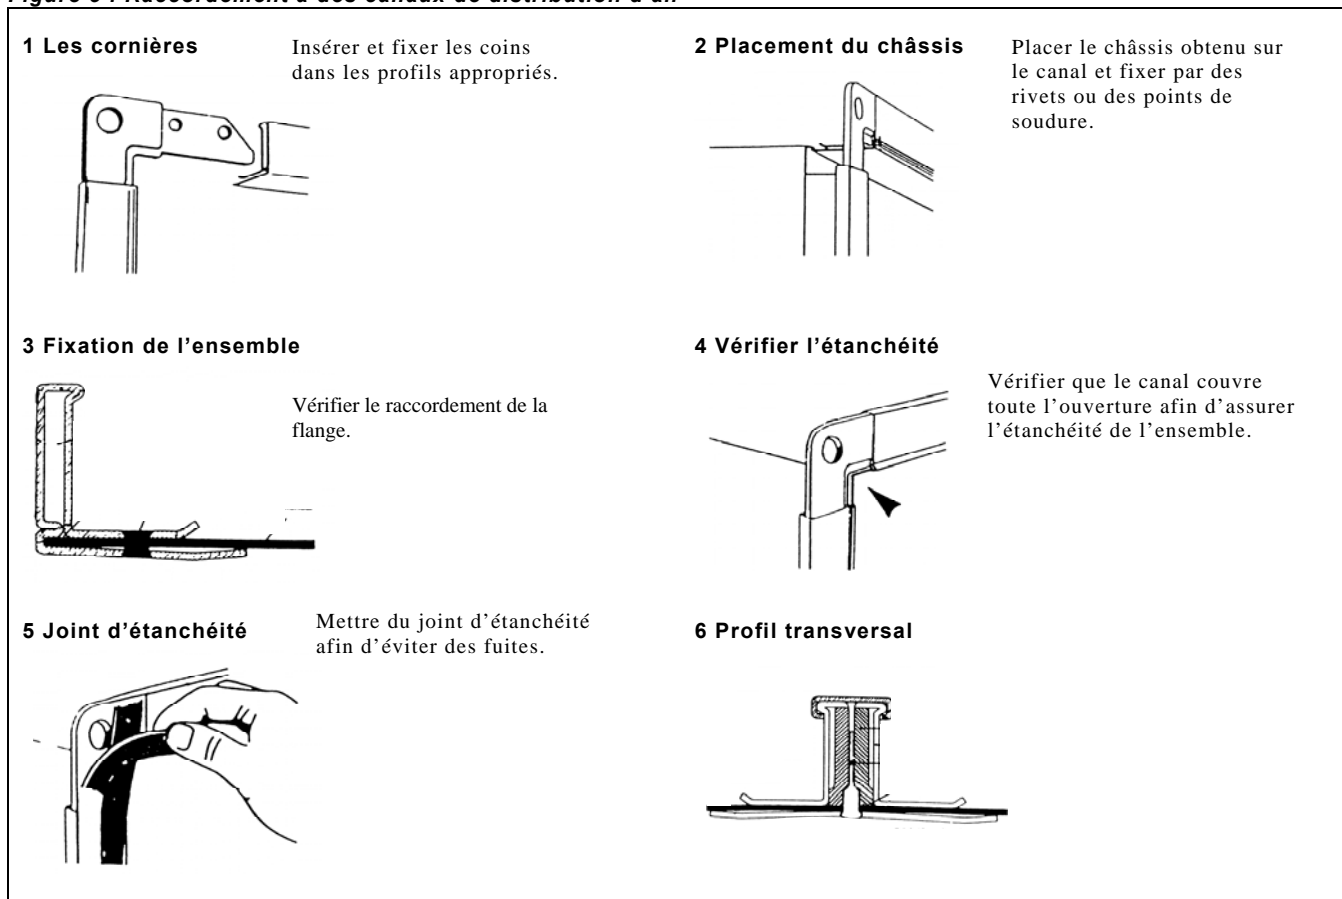 1 Les cornières
Insérer et fixer les coins
dans les profils appropriés.
2 Placement du châssis
Placer le châssis obtenu sur
le canal et fixer par des
rivets ou des points de
soudure.
3 Fixation de l’ensemble
Vérifier le raccordement de la
flange.
4 Vérifier l’étanchéité
Vérifier que le canal couvre
toute l’ouverture afin d’assurer
l’étanchéité de l’ensemble.
5 Joint d’étanchéité
Mettre du joint d’étanchéité
afin d’éviter des fuites.
6 Profil transversal